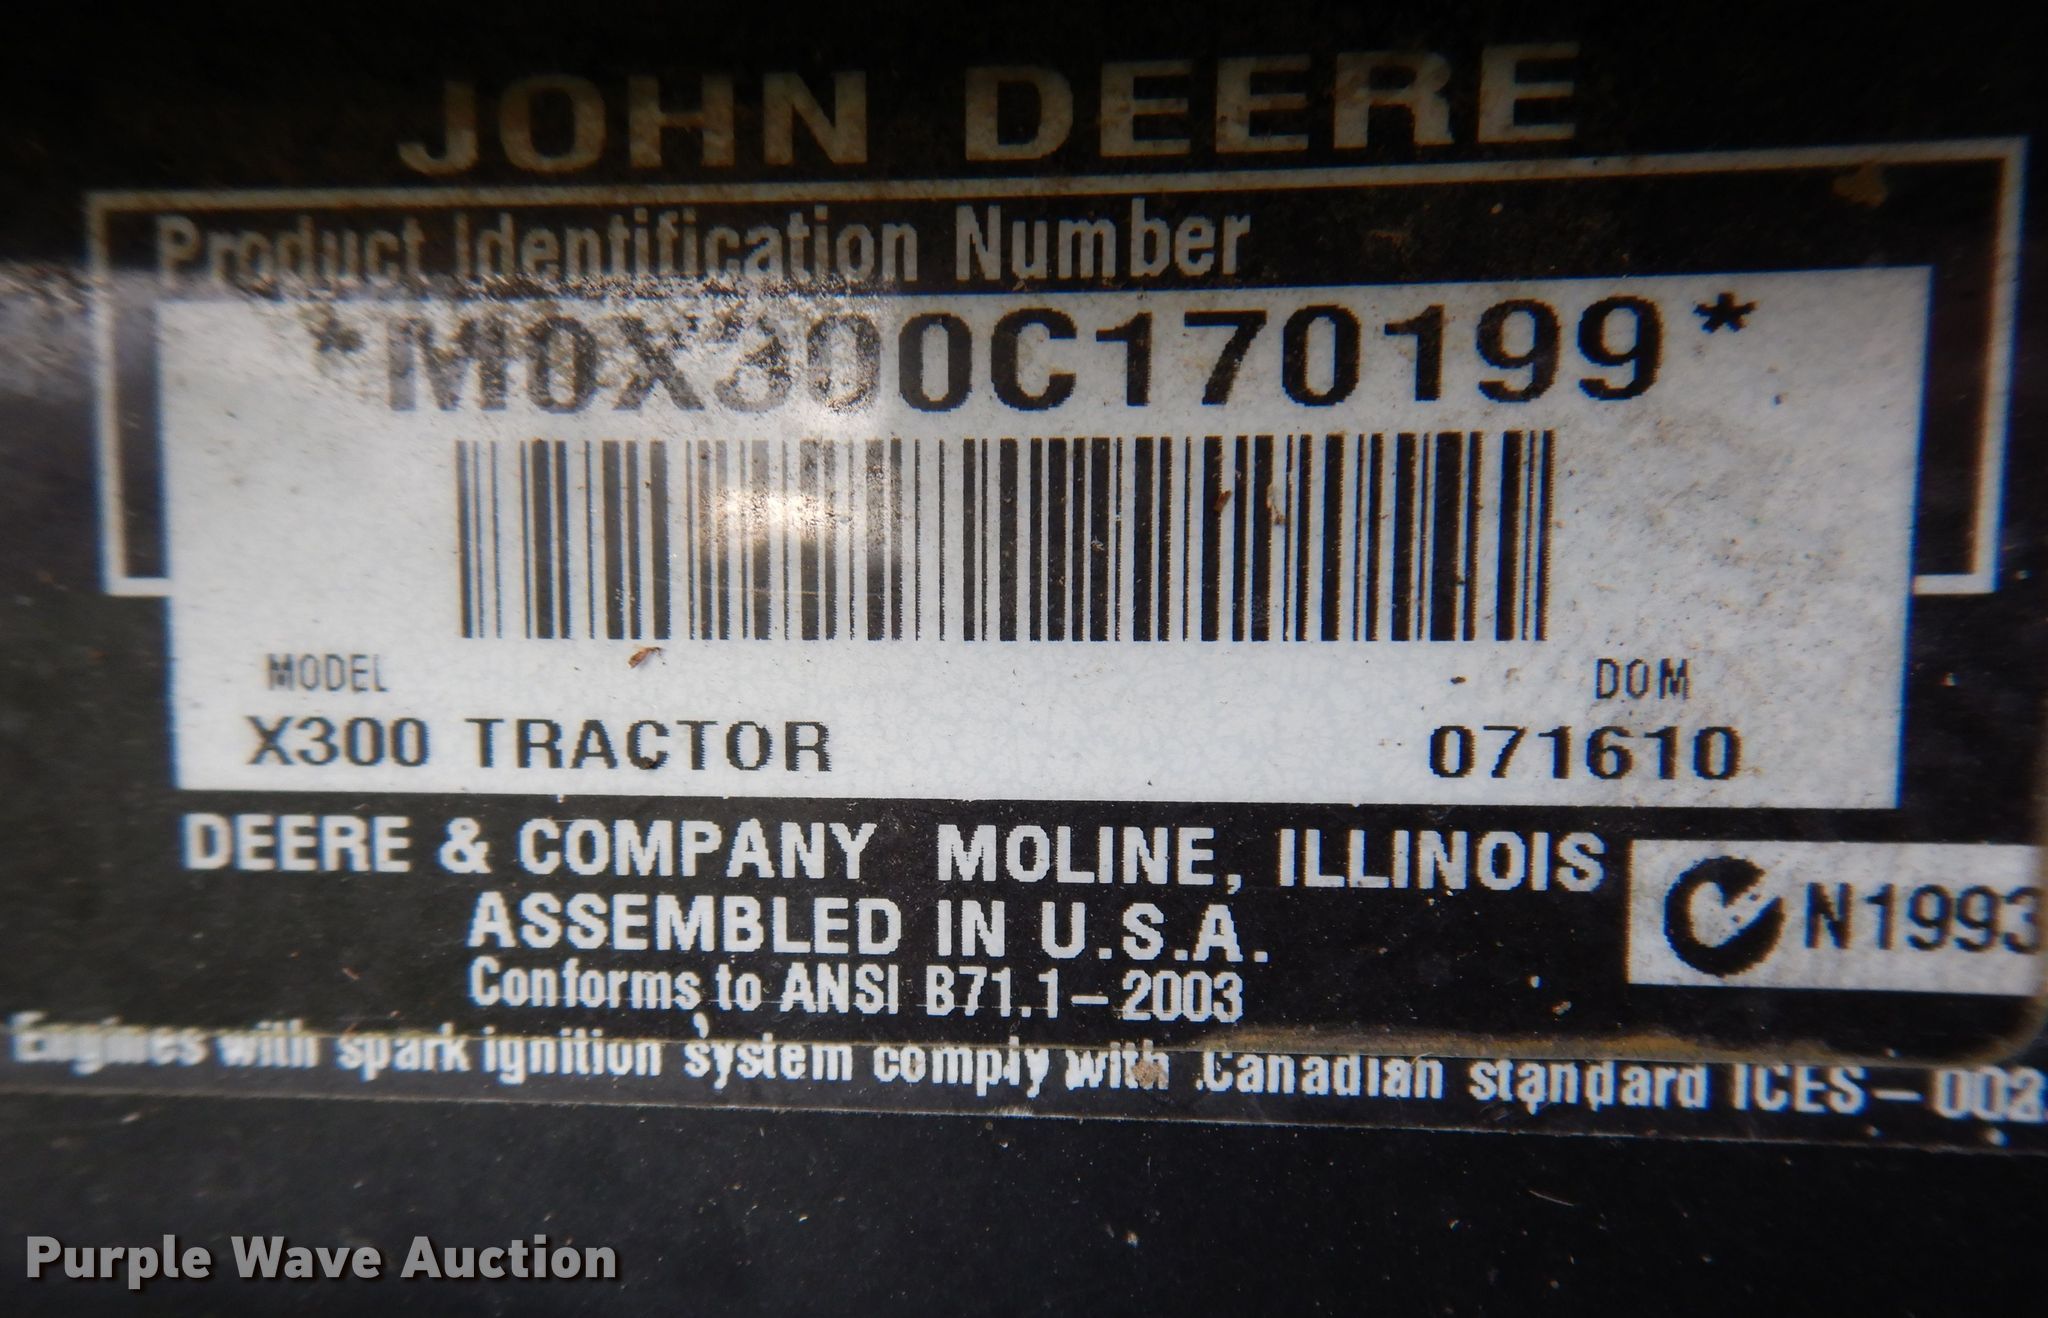 JOHN DEERE
Product Identification Number
*M0X300C170199*
MODEL
DOM
X300 TRACTOR
071610
DEERE & COMPANY MOLINE, ILLINOIS
N1993
ASSEMBLED IN U.S.A.
Conforms to ANSI B71.1-2003
Engines with spark ignition system comply with Canadian standard ICES-002.
Purple Wave Auction